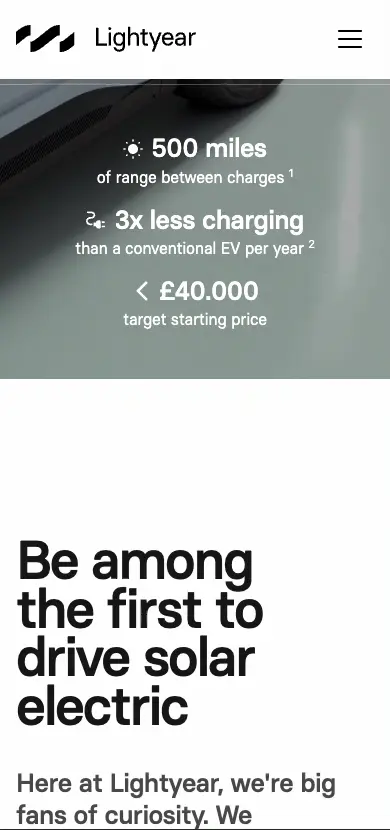 Lightyear
500 miles
of range between charges 1
3x less charging
than a conventional EV per year 2
< £40.000
target starting price
Be among
the first to
drive solar
electric
Here at Lightyear, we're big
fans of curiosity. We